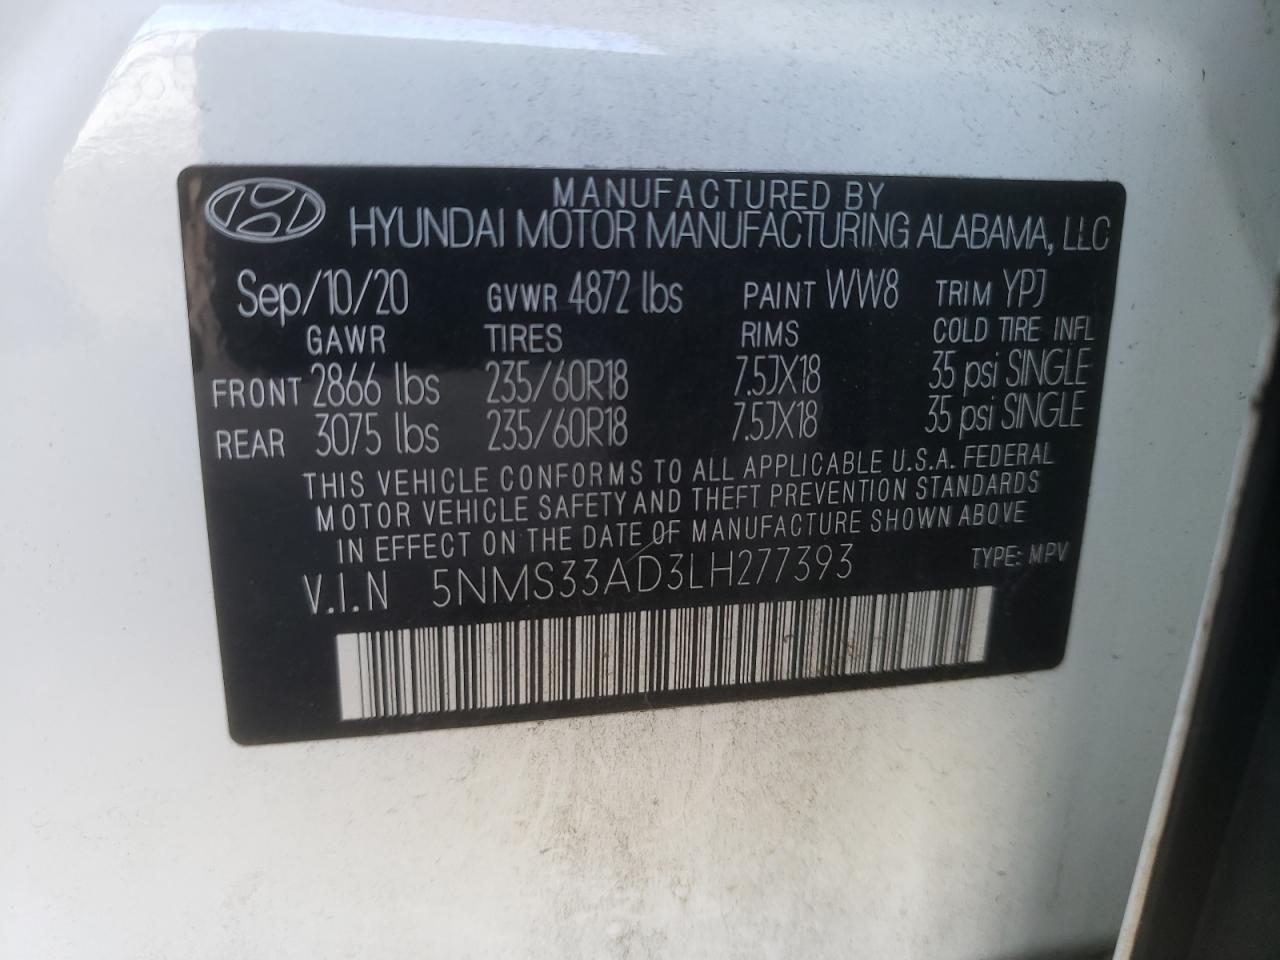 MANUFACTURED BY
HYUNDAI MOTOR MANUFACTURING ALABAMA, LLC
Sep/10/20 GVWR 4872 lbs PAINT WW8 TRIM YPJ
GAWR TIRES RIMS COLD TIRE INFL
FRONT 2866 lbs 235/60R18 7.5JX18 35 psi SINGLE
REAR 3075 lbs 235/60R18 7.5JX18 35 psi SINGLE
THIS VEHICLE CONFORMS TO ALL APPLICABLE U.S.A. FEDERAL
MOTOR VEHICLE SAFETY AND THEFT PREVENTION STANDARDS
IN EFFECT ON THE DATE OF MANUFACTURE SHOWN ABOVE
V.I.N 5NMS33AD3LH277393 TYPE: MPV